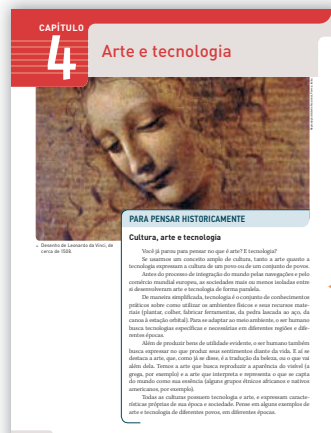 CAPÍTULO
4
Arte e tecnologia
Desenho de Leonardo da Vinci, de
cerca de 1508.
PARA PENSAR HISTORICAMENTE
Cultura, arte e tecnologia
Você já parou para pensar no que é arte? E tecnologia?
Se usarmos um conceito amplo de cultura, tanto a arte quanto a
tecnologia expressam a cultura de um povo ou de um conjunto de povos.
Antes do processo de integração do mundo pelas navegações e pelo
comércio mundial europeu, as sociedades mais ou menos isoladas entre
si desenvolveram arte e tecnologia de forma paralela.
De maneira simplificada, tecnologia é o conjunto de conhecimentos
práticos sobre como utilizar os ambientes físicos e seus recursos mate-
riais (plantar, colher, fabricar ferramentas, da pedra lascada ao aço, da
canoa à estação orbital). Para se adaptar ao meio ambiente, o ser humano
busca tecnologias específicas e necessárias em diferentes regiões e dife-
rentes épocas.
Além de produzir bens de utilidade evidente, o ser humano também
busca expressar no que produz seus sentimentos diante da vida. E aí se
destaca a arte, que, como já se disse, é a tradução da beleza, ou o que vai
além dela. Temos a arte que busca reproduzir a aparência do visível (a
grega, por exemplo) e a arte que interpreta e representa o que se capta
do mundo como sua essência (alguns grupos étnicos africanos e nativos
americanos, por exemplo).
Todas as culturas possuem tecnologia e arte, e expressam caracte-
rísticas próprias de sua época e sociedade. Pense em alguns exemplos de
arte e tecnologia de diferentes povos, em diferentes épocas.